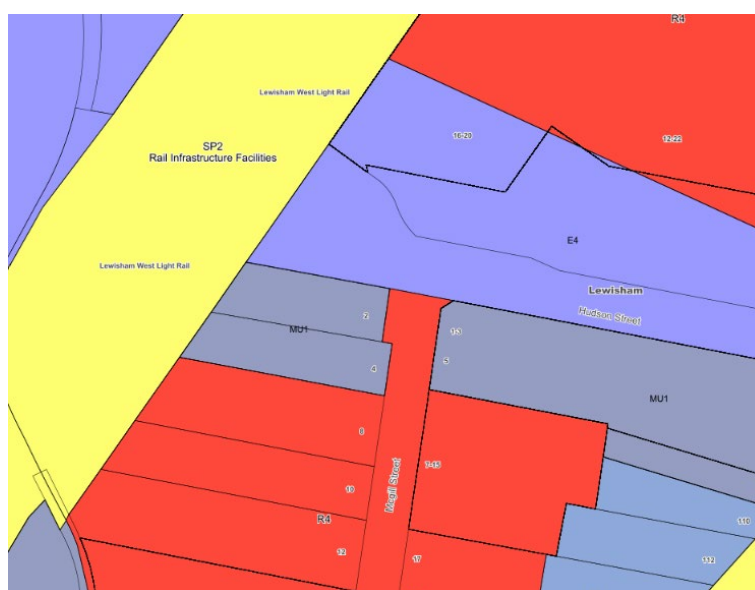 R4
Lewisham West Light Rail
16-20
12-22
SP2
Rail Infrastructure Facilities
E4
Lewisham West Light Rail
Lewisham
Hudson Street
2
MU1
1-3
4
5
MU1
8
7-15
Mcgill Street
10
R4
110
12
17
112